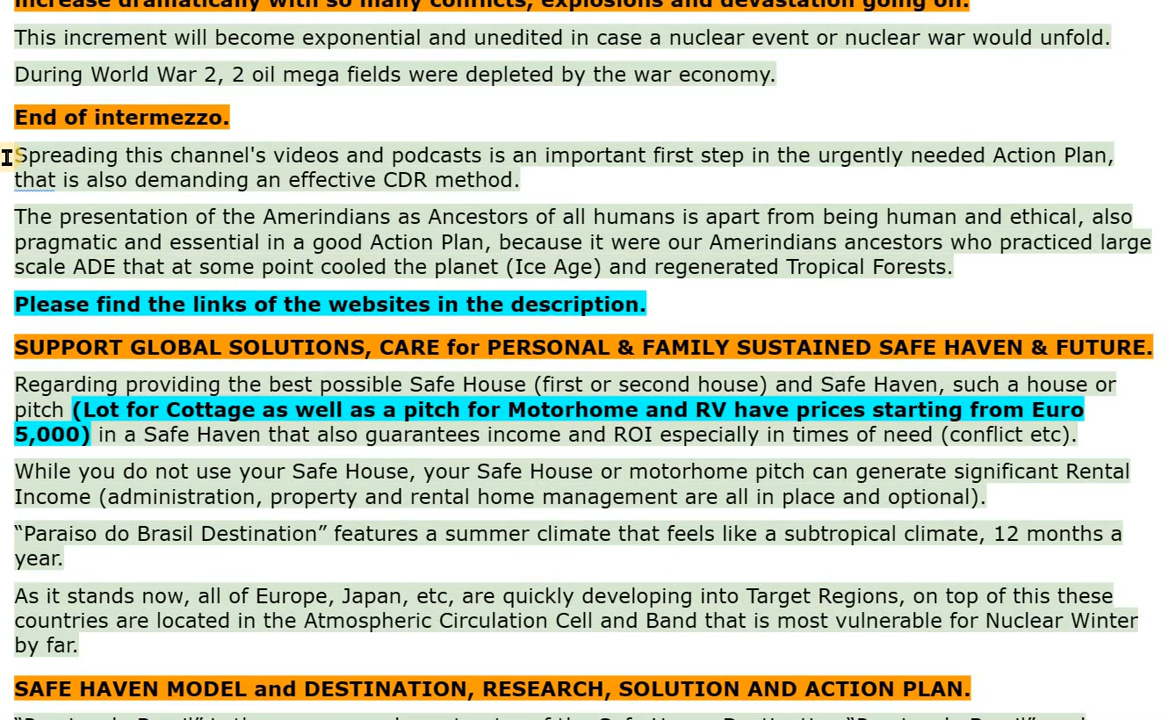 increase dramatically with so many conflicts, explosions and devastation going on.
This increment will become exponential and unedited in case a nuclear event or nuclear war would unfold.
During World War 2, 2 oil mega fields were depleted by the war economy.
End of intermezzo.
Spreading this channel's videos and podcasts is an important first step in the urgently needed Action Plan,
that is also demanding an effective CDR method.
The presentation of the Amerindians as Ancestors of all humans is apart from being human and ethical, also
pragmatic and essential in a good Action Plan, because it were our Amerindians ancestors who practiced large
scale ADE that at some point cooled the planet (Ice Age) and regenerated Tropical Forests.
Please find the links of the websites in the description.
SUPPORT GLOBAL SOLUTIONS, CARE for PERSONAL & FAMILY SUSTAINED SAFE HAVEN & FUTURE.
Regarding providing the best possible Safe House (first or second house) and Safe Haven, such a house or
pitch (Lot for Cottage as well as a pitch for Motorhome and RV have prices starting from Euro
5,000) in a Safe Haven that also guarantees income and ROI especially in times of need (conflict etc).
While you do not use your Safe House, your Safe House or motorhome pitch can generate significant Rental
Income (administration, property and rental home management are all in place and optional).
“Paraiso do Brasil Destination” features a summer climate that feels like a subtropical climate, 12 months a
year.
As it stands now, all of Europe, Japan, etc, are quickly developing into Target Regions, on top of this these
countries are located in the Atmospheric Circulation Cell and Band that is most vulnerable for Nuclear Winter
by far.
SAFE HAVEN MODEL and DESTINATION, RESEARCH, SOLUTION AND ACTION PLAN.